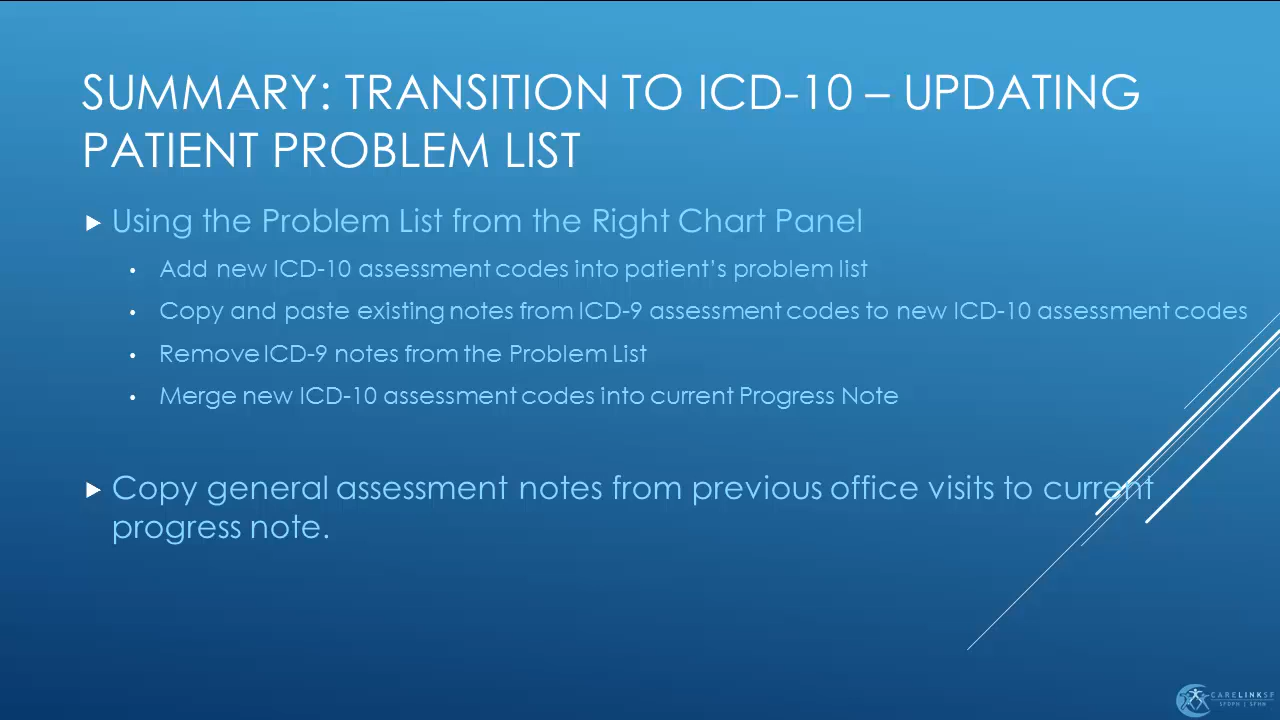 SUMMARY: TRANSITION TO ICD-10 – UPDATING
PATIENT PROBLEM LIST
Using the Problem List from the Right Chart Panel
Add new ICD-10 assessment codes into patient's problem list
Copy and paste existing notes from ICD-9 assessment codes to new ICD-10 assessment codes
Remove ICD-9 notes from the Problem List
Merge new ICD-10 assessment codes into current Progress Note
Copy general assessment notes from previous office visits to current
progress note.
CARELINKSF
SFDPH | SFHN